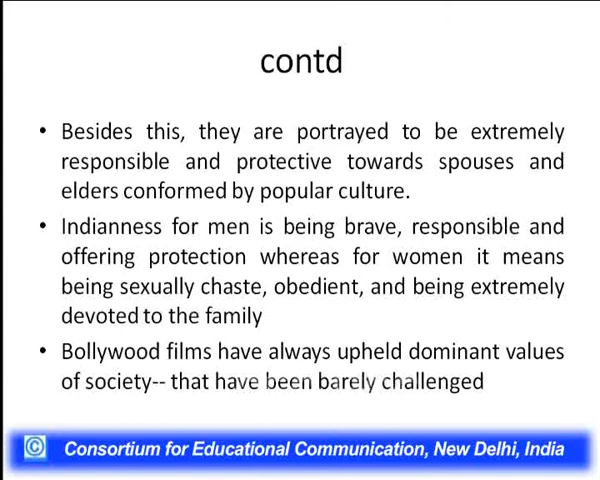 contd
• Besides this, they are portrayed to be extremely
responsible and protective towards spouses and
elders conformed by popular culture.
• Indianness for men is being brave, responsible and
offering protection whereas for women it means
being sexually chaste, obedient, and being extremely
devoted to the family
• Bollywood films have always upheld dominant values
of society-- that have been barely challenged
© Consortium for Educational Communication, New Delhi, India